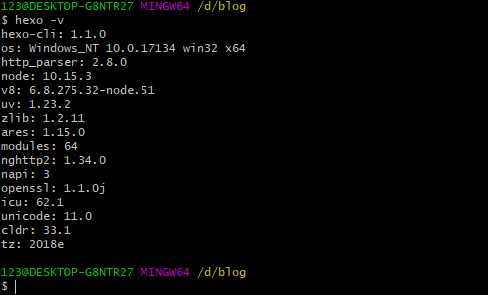 123@DESKTOP-G8NTR27 MINGW64 /d/blog
$ hexo -v
hexo-cli: 1.1.0
os: Windows_NT 10.0.17134 win32 x64
http_parser: 2.8.0
node: 10.15.3
v8: 6.8.275.32-node.51
uv: 1.23.2
zlib: 1.2.11
ares: 1.15.0
modules: 64
nghttp2: 1.34.0
napi: 3
openssl: 1.1.0j
icu: 62.1
unicode: 11.0
cldr: 33.1
tz: 2018e
123@DESKTOP-G8NTR27 MINGW64 /d/blog
$